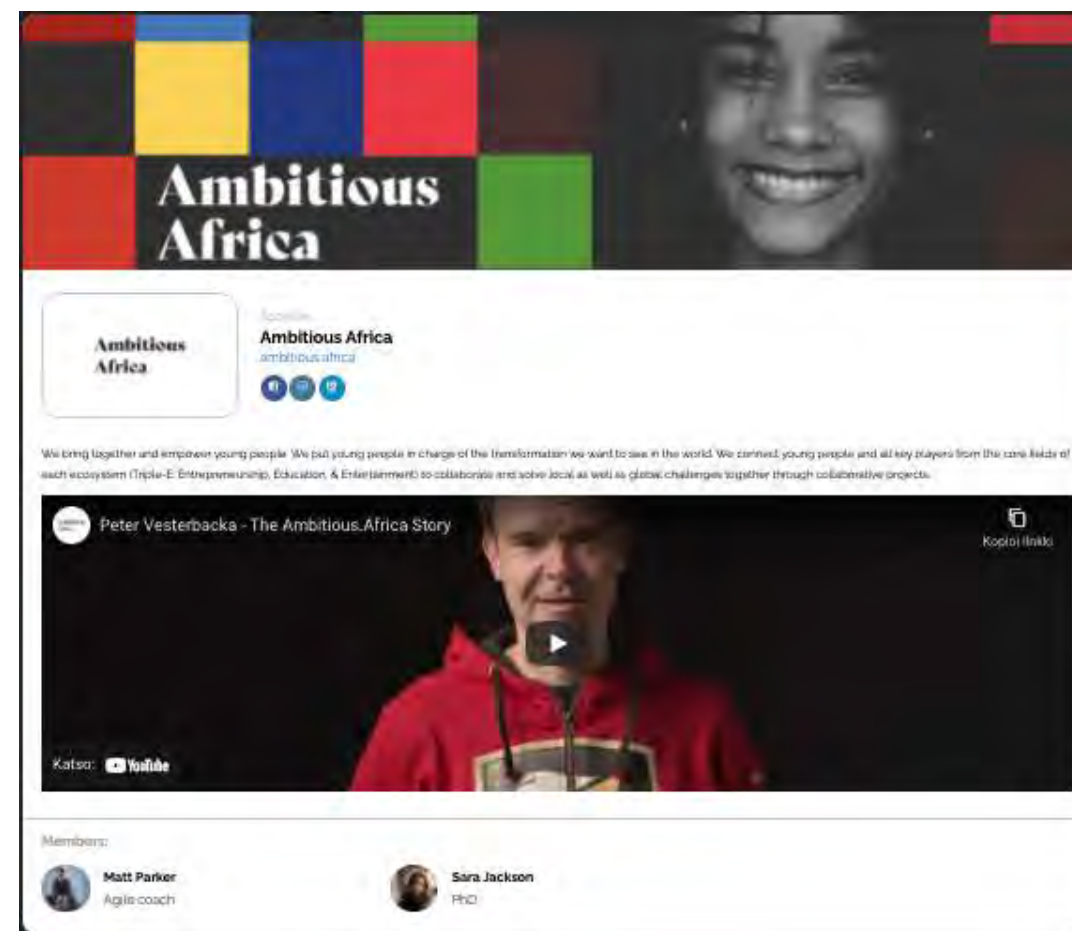 Ambitious
Africa
Ambitious
Africa
Ambitious Africa
ambitious.africa
We bring together and empower young people. We put young people in charge of the transformation we want to see in the world. We connect young people and all key players from the core fields of
each ecosystem (Triple-E: Entrepreneurship, Education, & Entertainment) to collaborate and solve local as well as global challenges together through collaborative projects.
Peter Vesterbacka - The Ambitious.Africa Story
Kopioi linkki
Katso: YouTube
Members:
Matt Parker
Sara Jackson
Agile coach
PhD